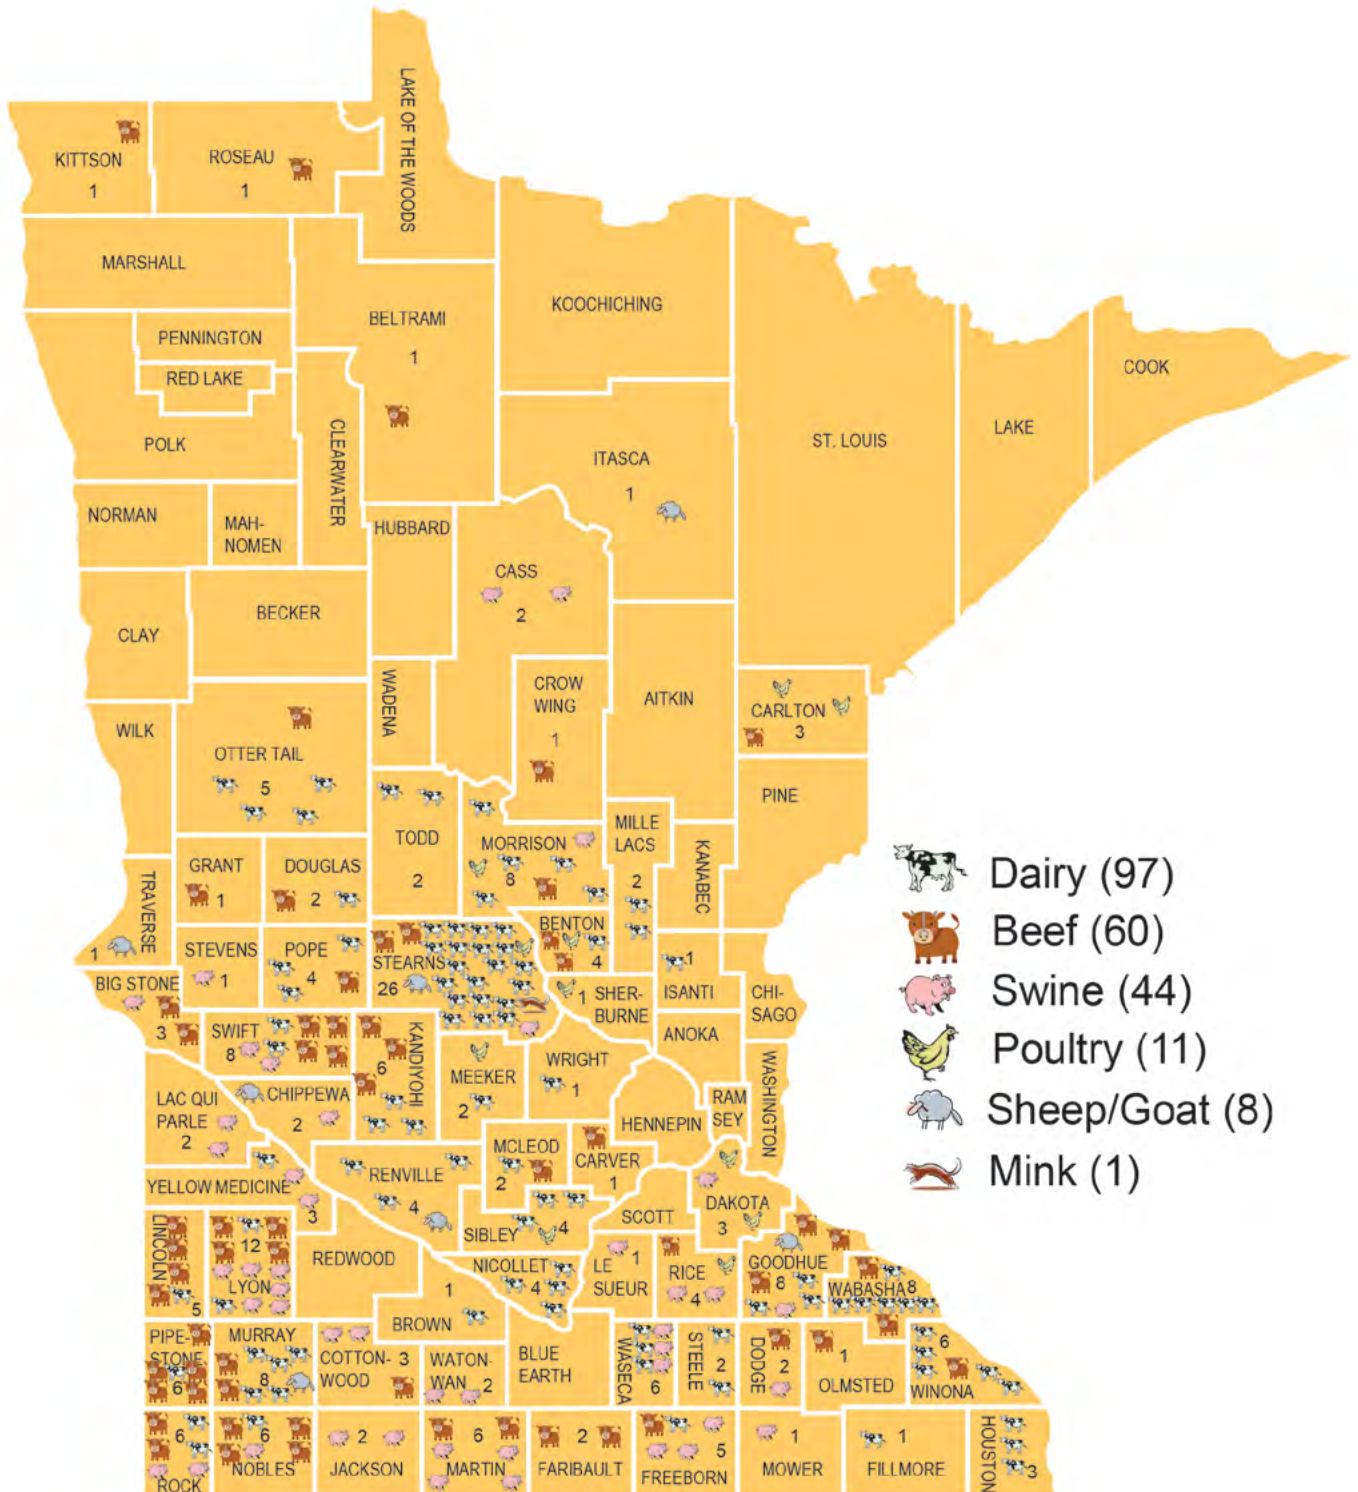 LAKE OF THE WOODS
KITTSON
1
ROSEAU
1
MARSHALL
KOOCHICHING
BELTRAMI
1
PENNINGTON
RED LAKE
COOK
LAKE
ST. LOUIS
POLK
CLEARWATER
ITASCA
1
NORMAN
MAH-
NOMEN
HUBBARD
CASS
2
BECKER
CLAY
WADENA
CROW
WING
1
AITKIN
CARLTON
3
WILK
OTTER TAIL
5
PINE
TODD
2
MORRISON
8
MILLE
LACS
2
KANABEC
GRANT
1
DOUGLAS
2
TRAVERSE
1
STEVENS
1
POPE
4
STEARNS
26
BENTON
4
1
ISANTI
BIG STONE
3
1
SHER-
BURNE
CHI-
SAGO
SWIFT
8
KANDIYOHI
6
ANOKA
MEEKER
2
WRIGHT
1
WASHINGTON
LAC QUI
PARLE
2
CHIPPEWA
2
HENNEPIN
RAM
SEY
MCLEOD
2
CARVER
1
YELLOW MEDICINE
3
RENVILLE
4
DAKOTA
3
SCOTT
SIBLEY
4
LINCOLN
5
12
LYON
REDWOOD
NICOLLET
4
LE
SUEUR
1
RICE
4
GOODHUE
8
WABASHA
8
1
BROWN
PIPE-
STONE
6
MURRAY
8
COTTON-
WOOD
3
WATON-
WAN
2
BLUE
EARTH
WASECA
6
STEELE
2
DODGE
2
1
OLMSTED
6
WINONA
6
ROCK
6
NOBLES
2
JACKSON
6
MARTIN
2
FARIBAULT
5
FREEBORN
1
MOWER
1
FILLMORE
HOUSTON
3
Dairy (97)
Beef (60)
Swine (44)
Poultry (11)
Sheep/Goat (8)
Mink (1)